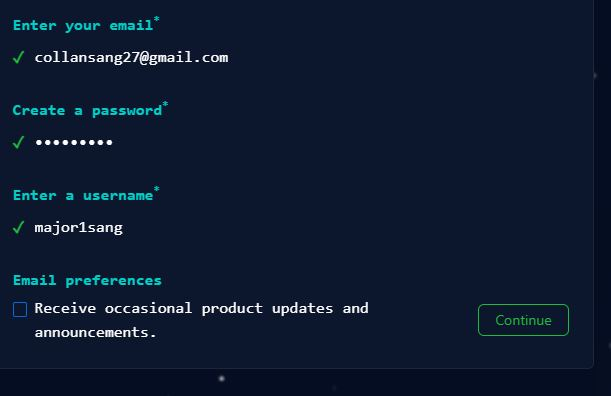 Enter your email*
✓ collansang27@gmail.com
Create a password*
✓ •••••••••
Enter a username*
✓ major1sang
Email preferences
Receive occasional product updates and
announcements.
Continue